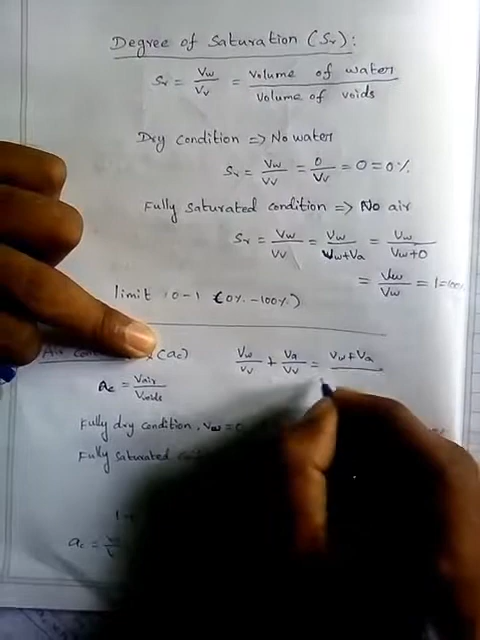 Degree of Saturation (Sr):
Sr = Vw/Vv = Volume of water / Volume of voids
Dry condition => No water
Sr = Vw/Vv = 0/Vv = 0 = 0%
Fully saturated condition => No air
Sr = Vw/Vv = Vw/Vw+Va = Vw/Vw+0
= Vw/Vw = 1 = 100%
limit : 0-1 (0% - 100%)
(ac) Vw/Vv + Va/Vv = Vw+Va
ac = Vair/Vvoids
Fully dry condition, Vw =
Fully saturated
ac =